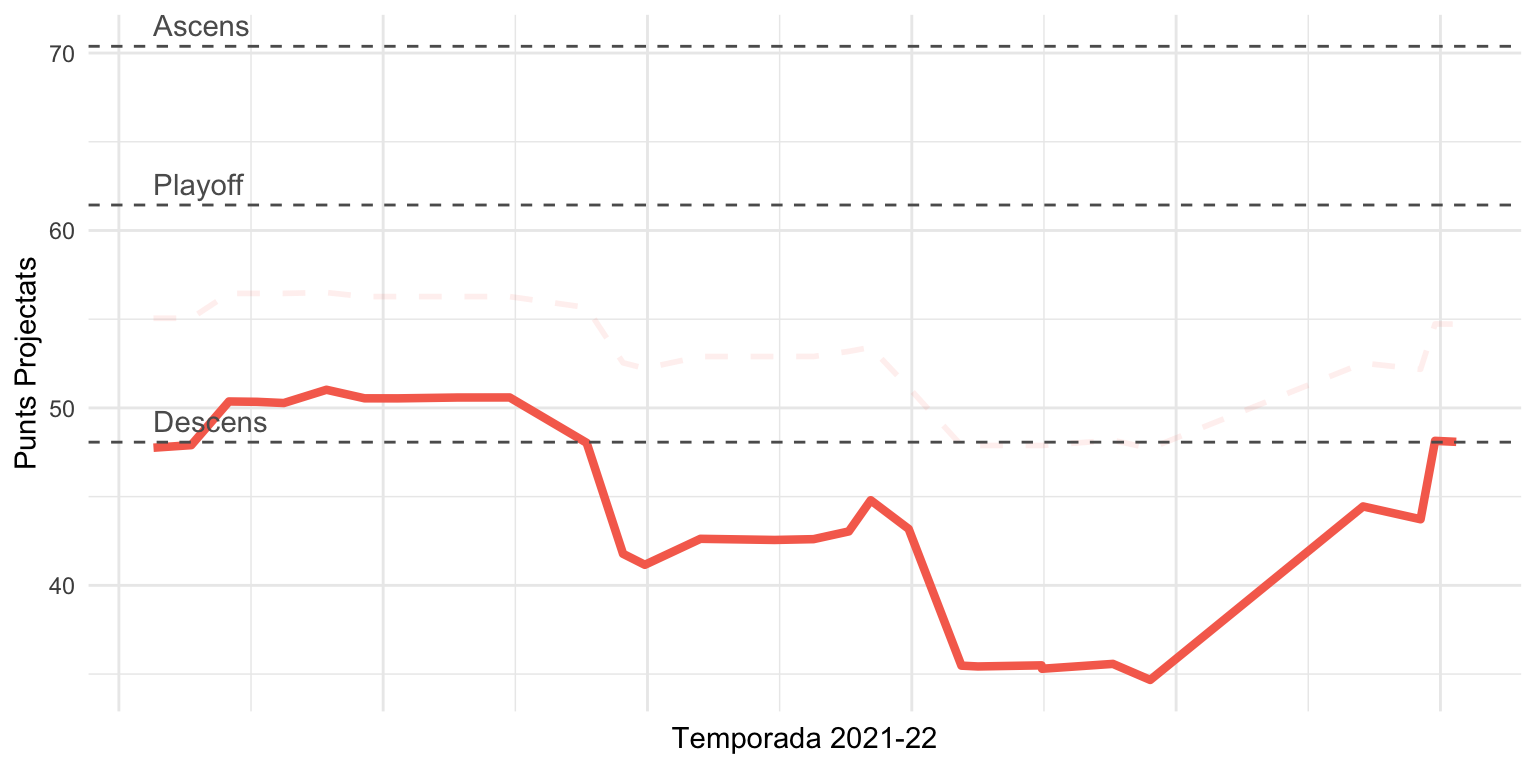 Ascens
70
Playoff
60
Punts Projectats
50
Descens
40
Temporada 2021-22